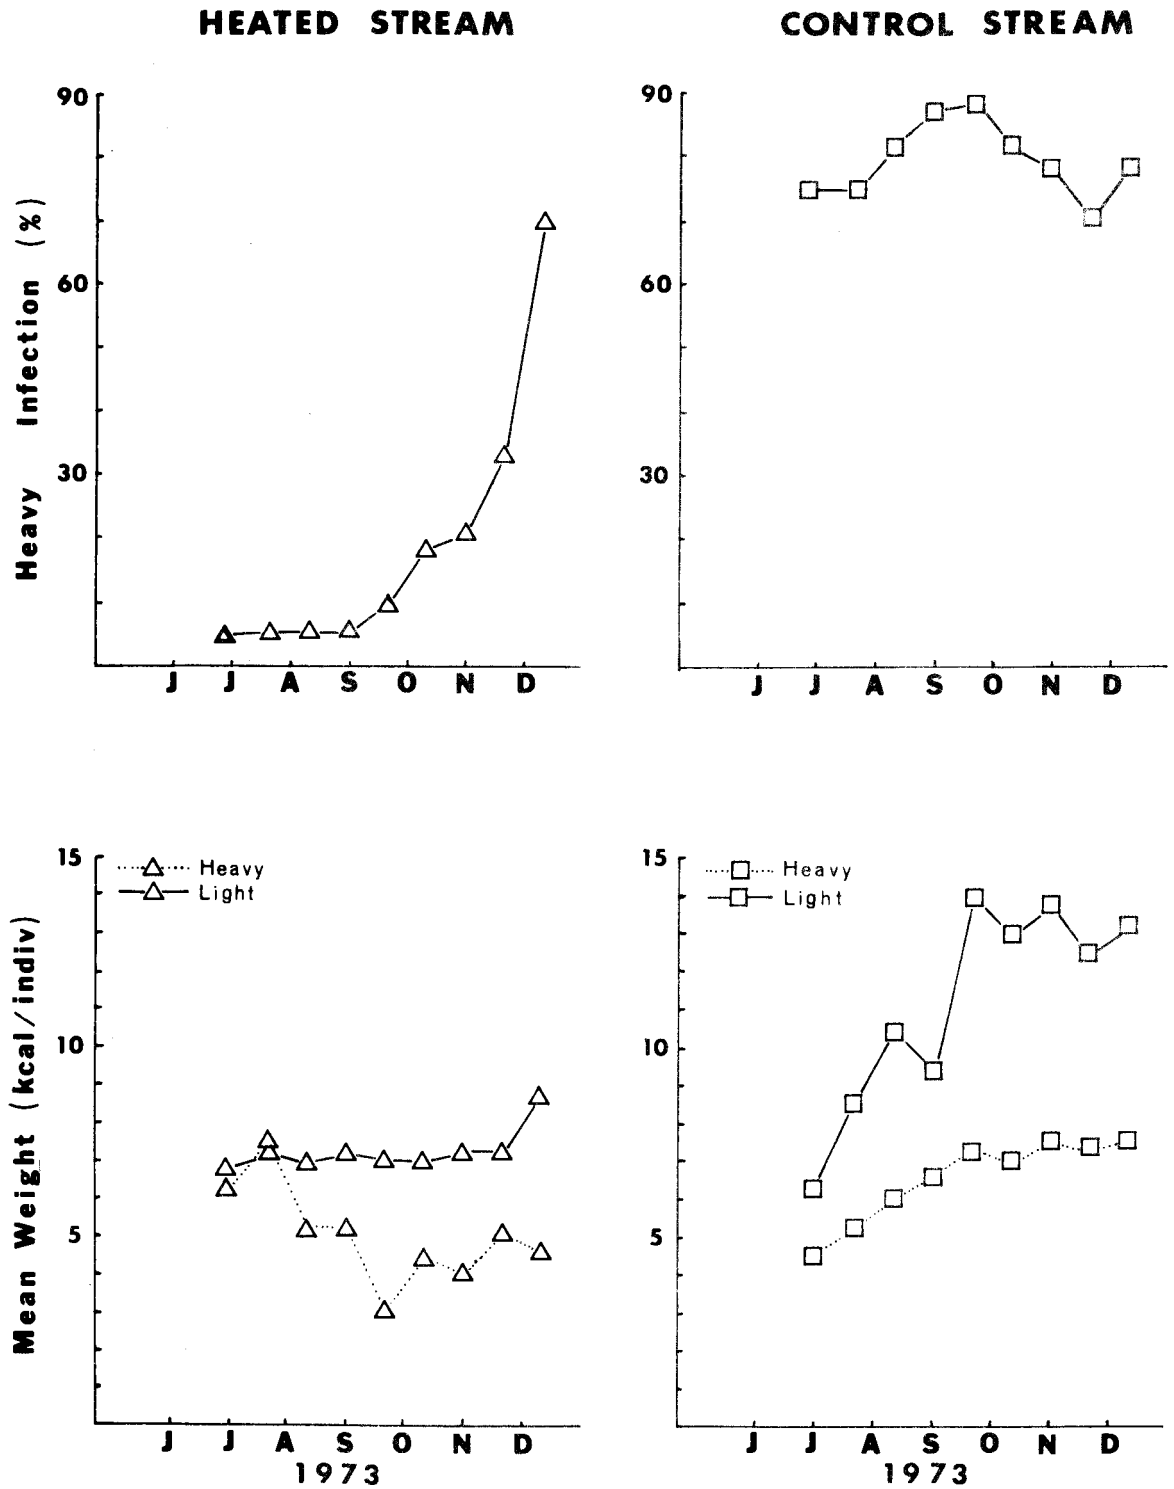 HEATED STREAM
CONTROL STREAM
Heavy Infection (%)
90
60
30
J J A S O N D
90
60
30
J J A S O N D
Mean Weight (kcal/indiv)
15
10
5
Heavy
Light
J J A S O N D
1973
15
10
5
Heavy
Light
J J A S O N D
1973